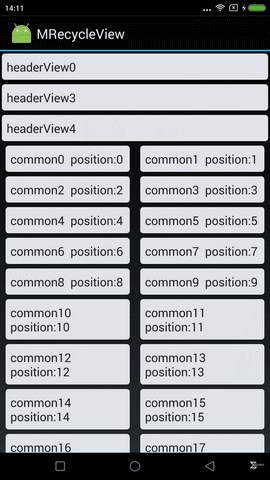 14:11
MRecycleView
headerView0
headerView3
headerView4
common0 position:0
common1 position:1
common2 position:2
common3 position:3
common4 position:4
common5 position:5
common6 position:6
common7 position:7
common8 position:8
common9 position:9
common10
position:10
common11
position:11
common12
position:12
common13
position:13
common14
position:14
common15
position:15
common16
common17